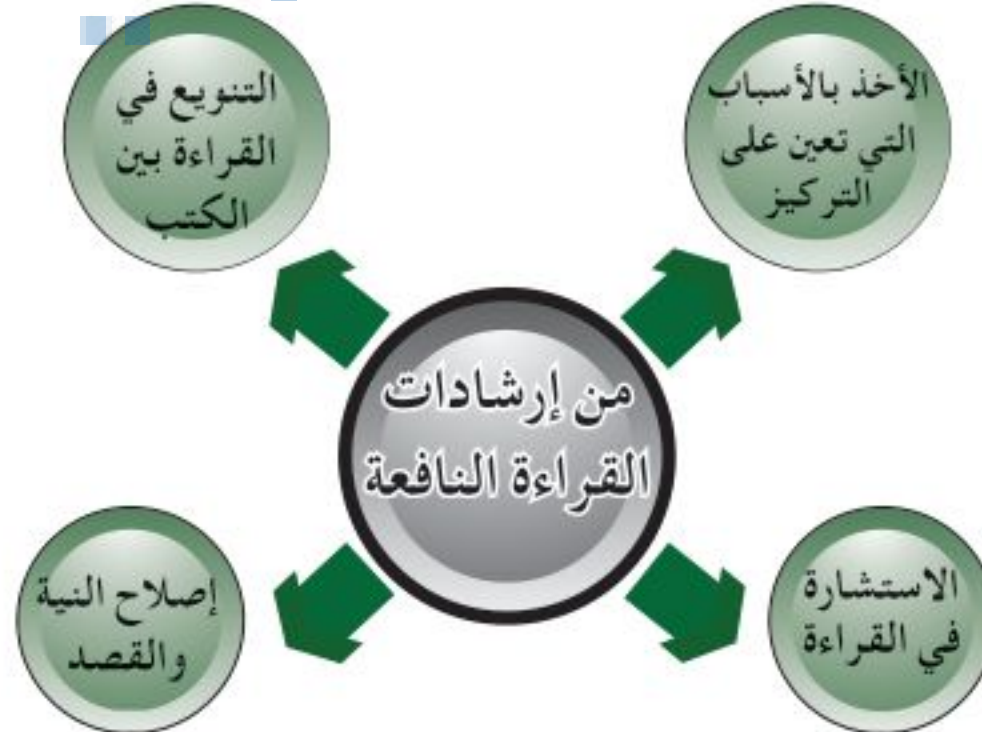 الأخذ بالأسباب
التي تعين على
التركيز
التنويع في
القراءة بين
الكتب
من إرشادات
القراءة النافعة
الاستشارة
في القراءة
إصلاح النية
والقصد